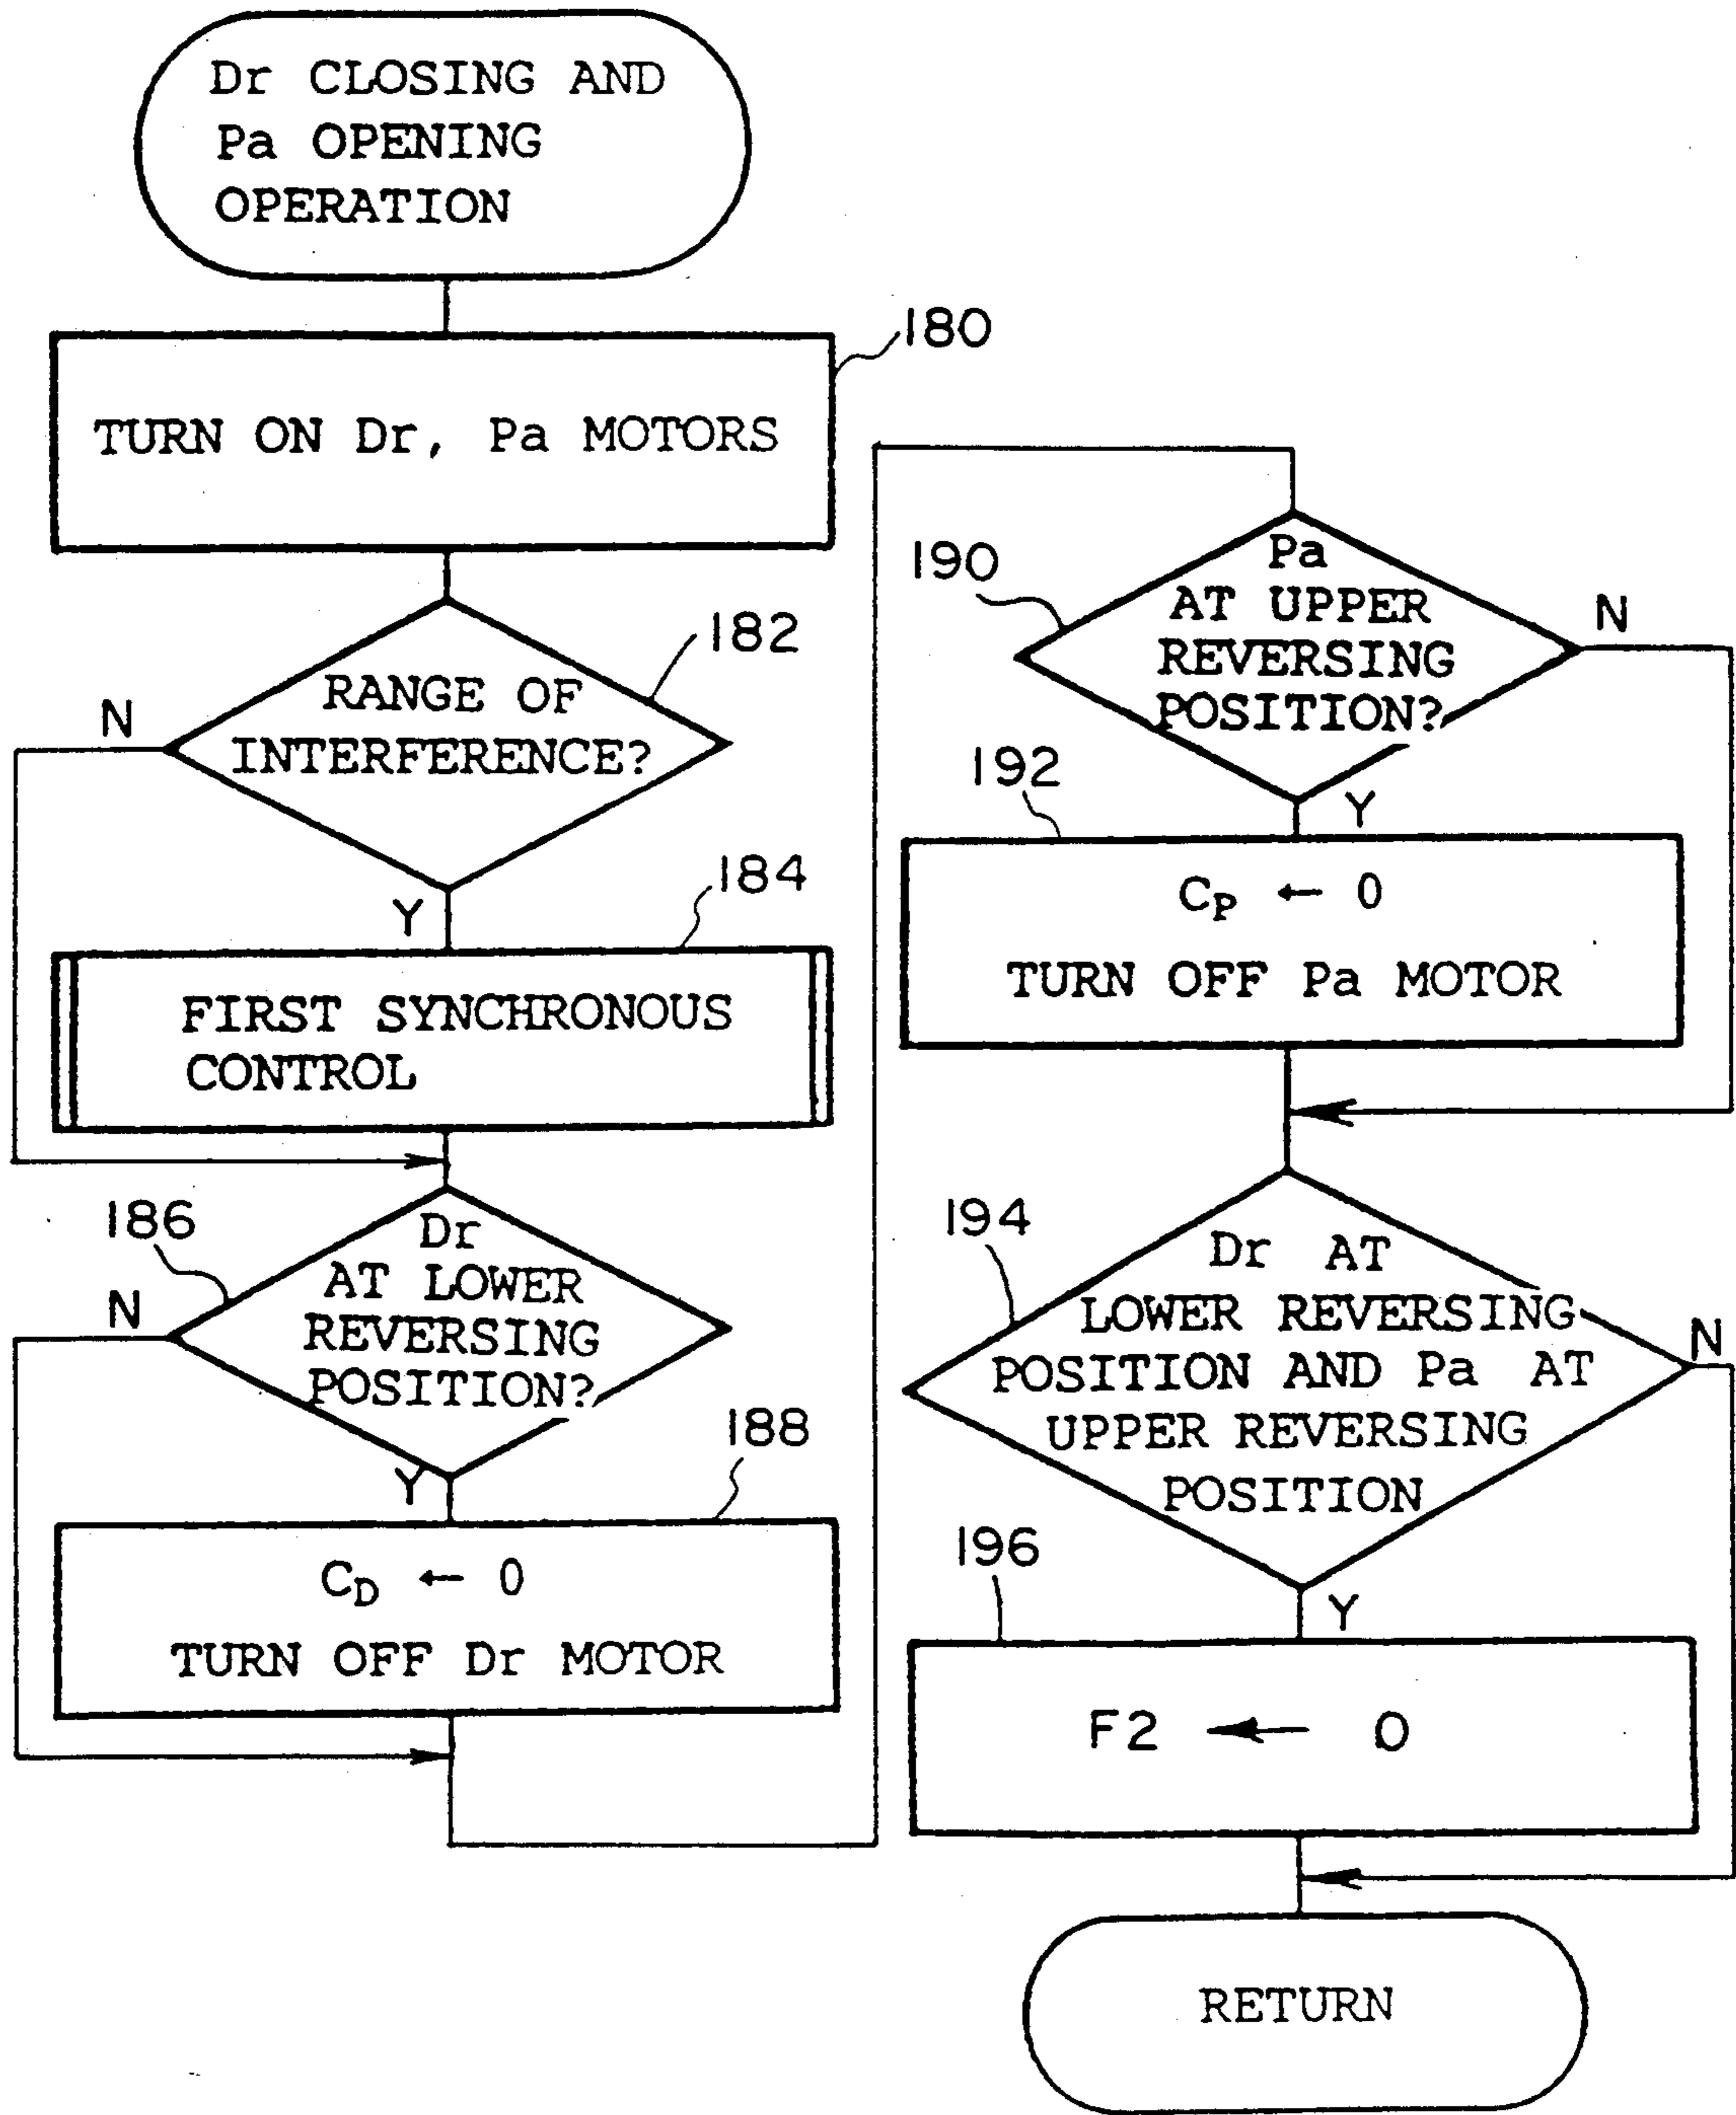 Dr CLOSING AND
Pa OPENING
OPERATION
180
TURN ON Dr, Pa MOTORS
182
RANGE OF
INTERFERENCE?
N
Y
184
FIRST SYNCHRONOUS
CONTROL
186
Dr
AT LOWER
REVERSING
POSITION?
N
Y
188
C_D ← 0
TURN OFF Dr MOTOR
190
Pa
AT UPPER
REVERSING
POSITION?
N
Y
192
C_P ← 0
TURN OFF Pa MOTOR
194
Dr AT
LOWER REVERSING
POSITION AND Pa AT
UPPER REVERSING
POSITION
N
Y
196
F2 ← 0
RETURN